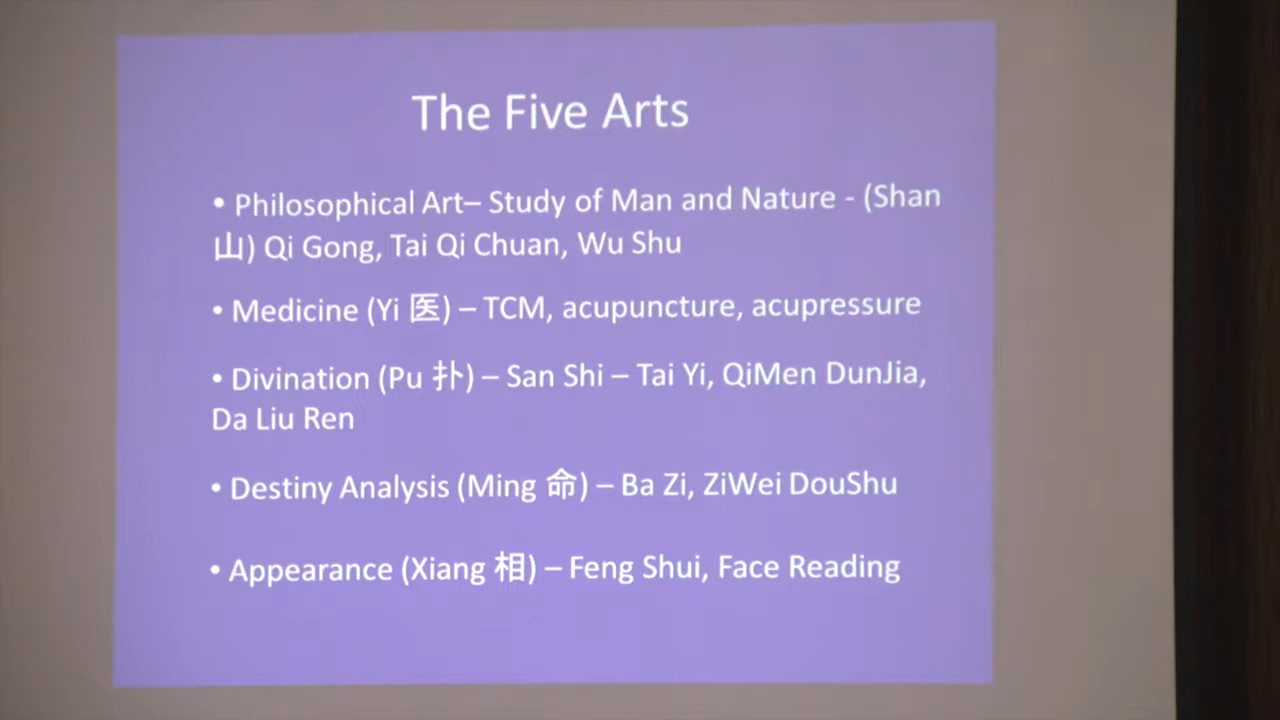 The Five Arts
• Philosophical Art– Study of Man and Nature - (Shan
山) Qi Gong, Tai Qi Chuan, Wu Shu
• Medicine (Yi 医) – TCM, acupuncture, acupressure
• Divination (Pu 扑) – San Shi – Tai Yi, QiMen DunJia,
Da Liu Ren
• Destiny Analysis (Ming 命) – Ba Zi, ZiWei DouShu
• Appearance (Xiang 相) – Feng Shui, Face Reading